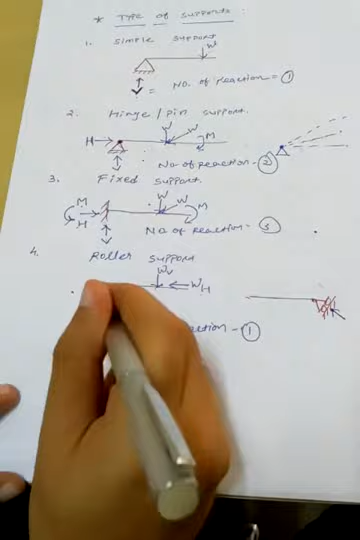 * Type of supports:
1. Simple support
W
= No. of reaction = 1
2. Hinge / Pin support.
H W W M
No of reaction - 2
3. Fixed support.
M H W W M
No of reaction - 3
4. Roller support
Wv WH
reaction - 1